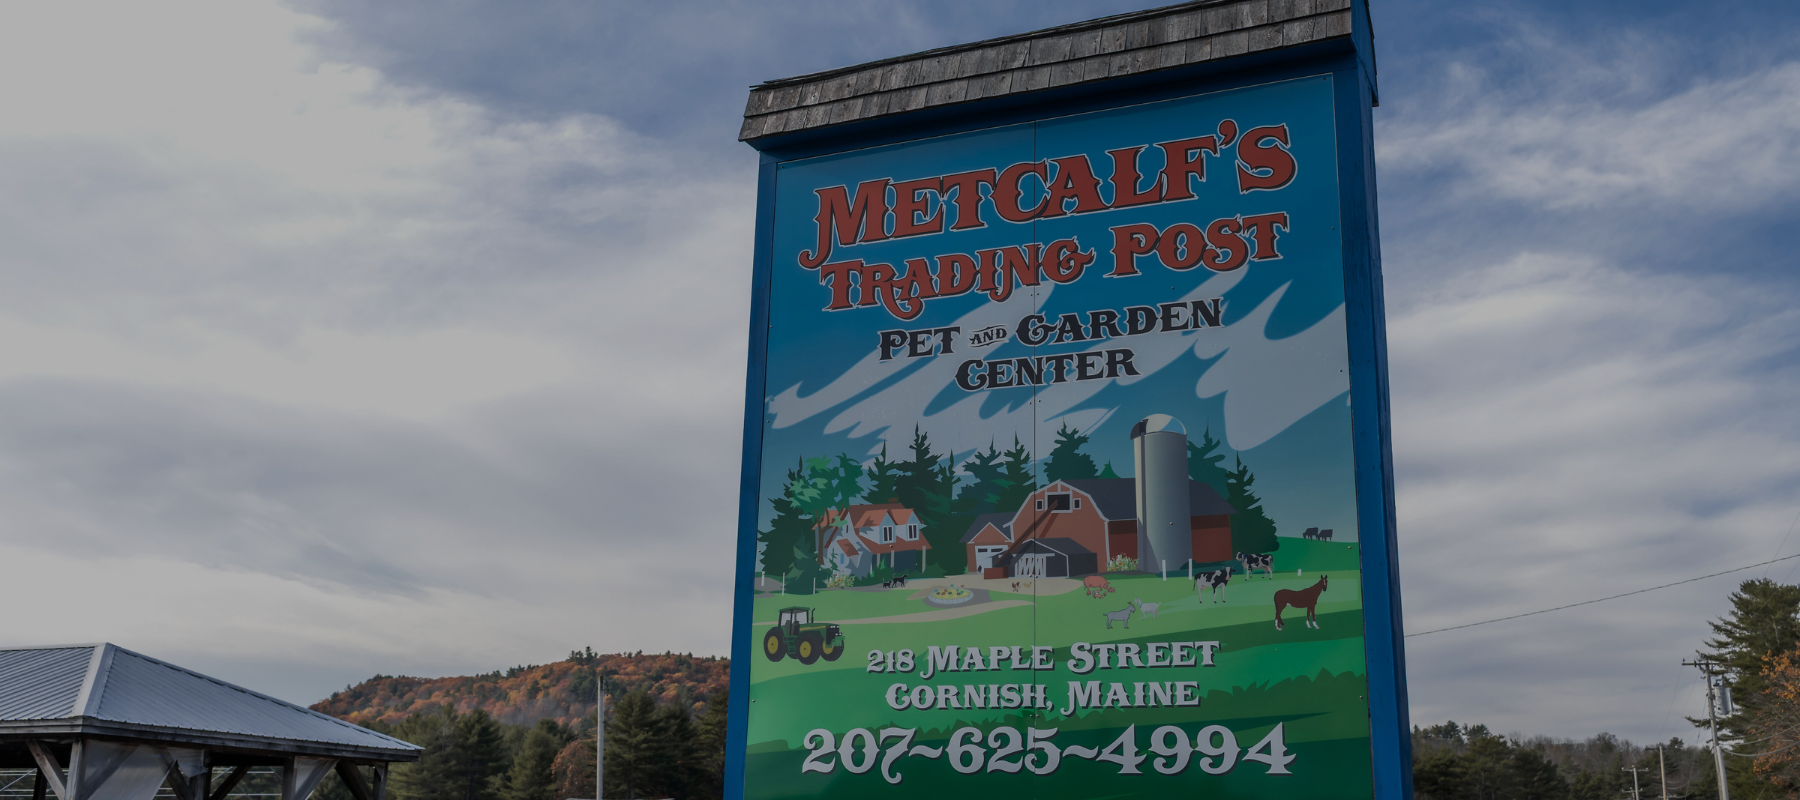 METCALF'S
TRADING POST
PET AND GARDEN
CENTER
218 MAPLE STREET
CORNISH, MAINE
207~625~4994